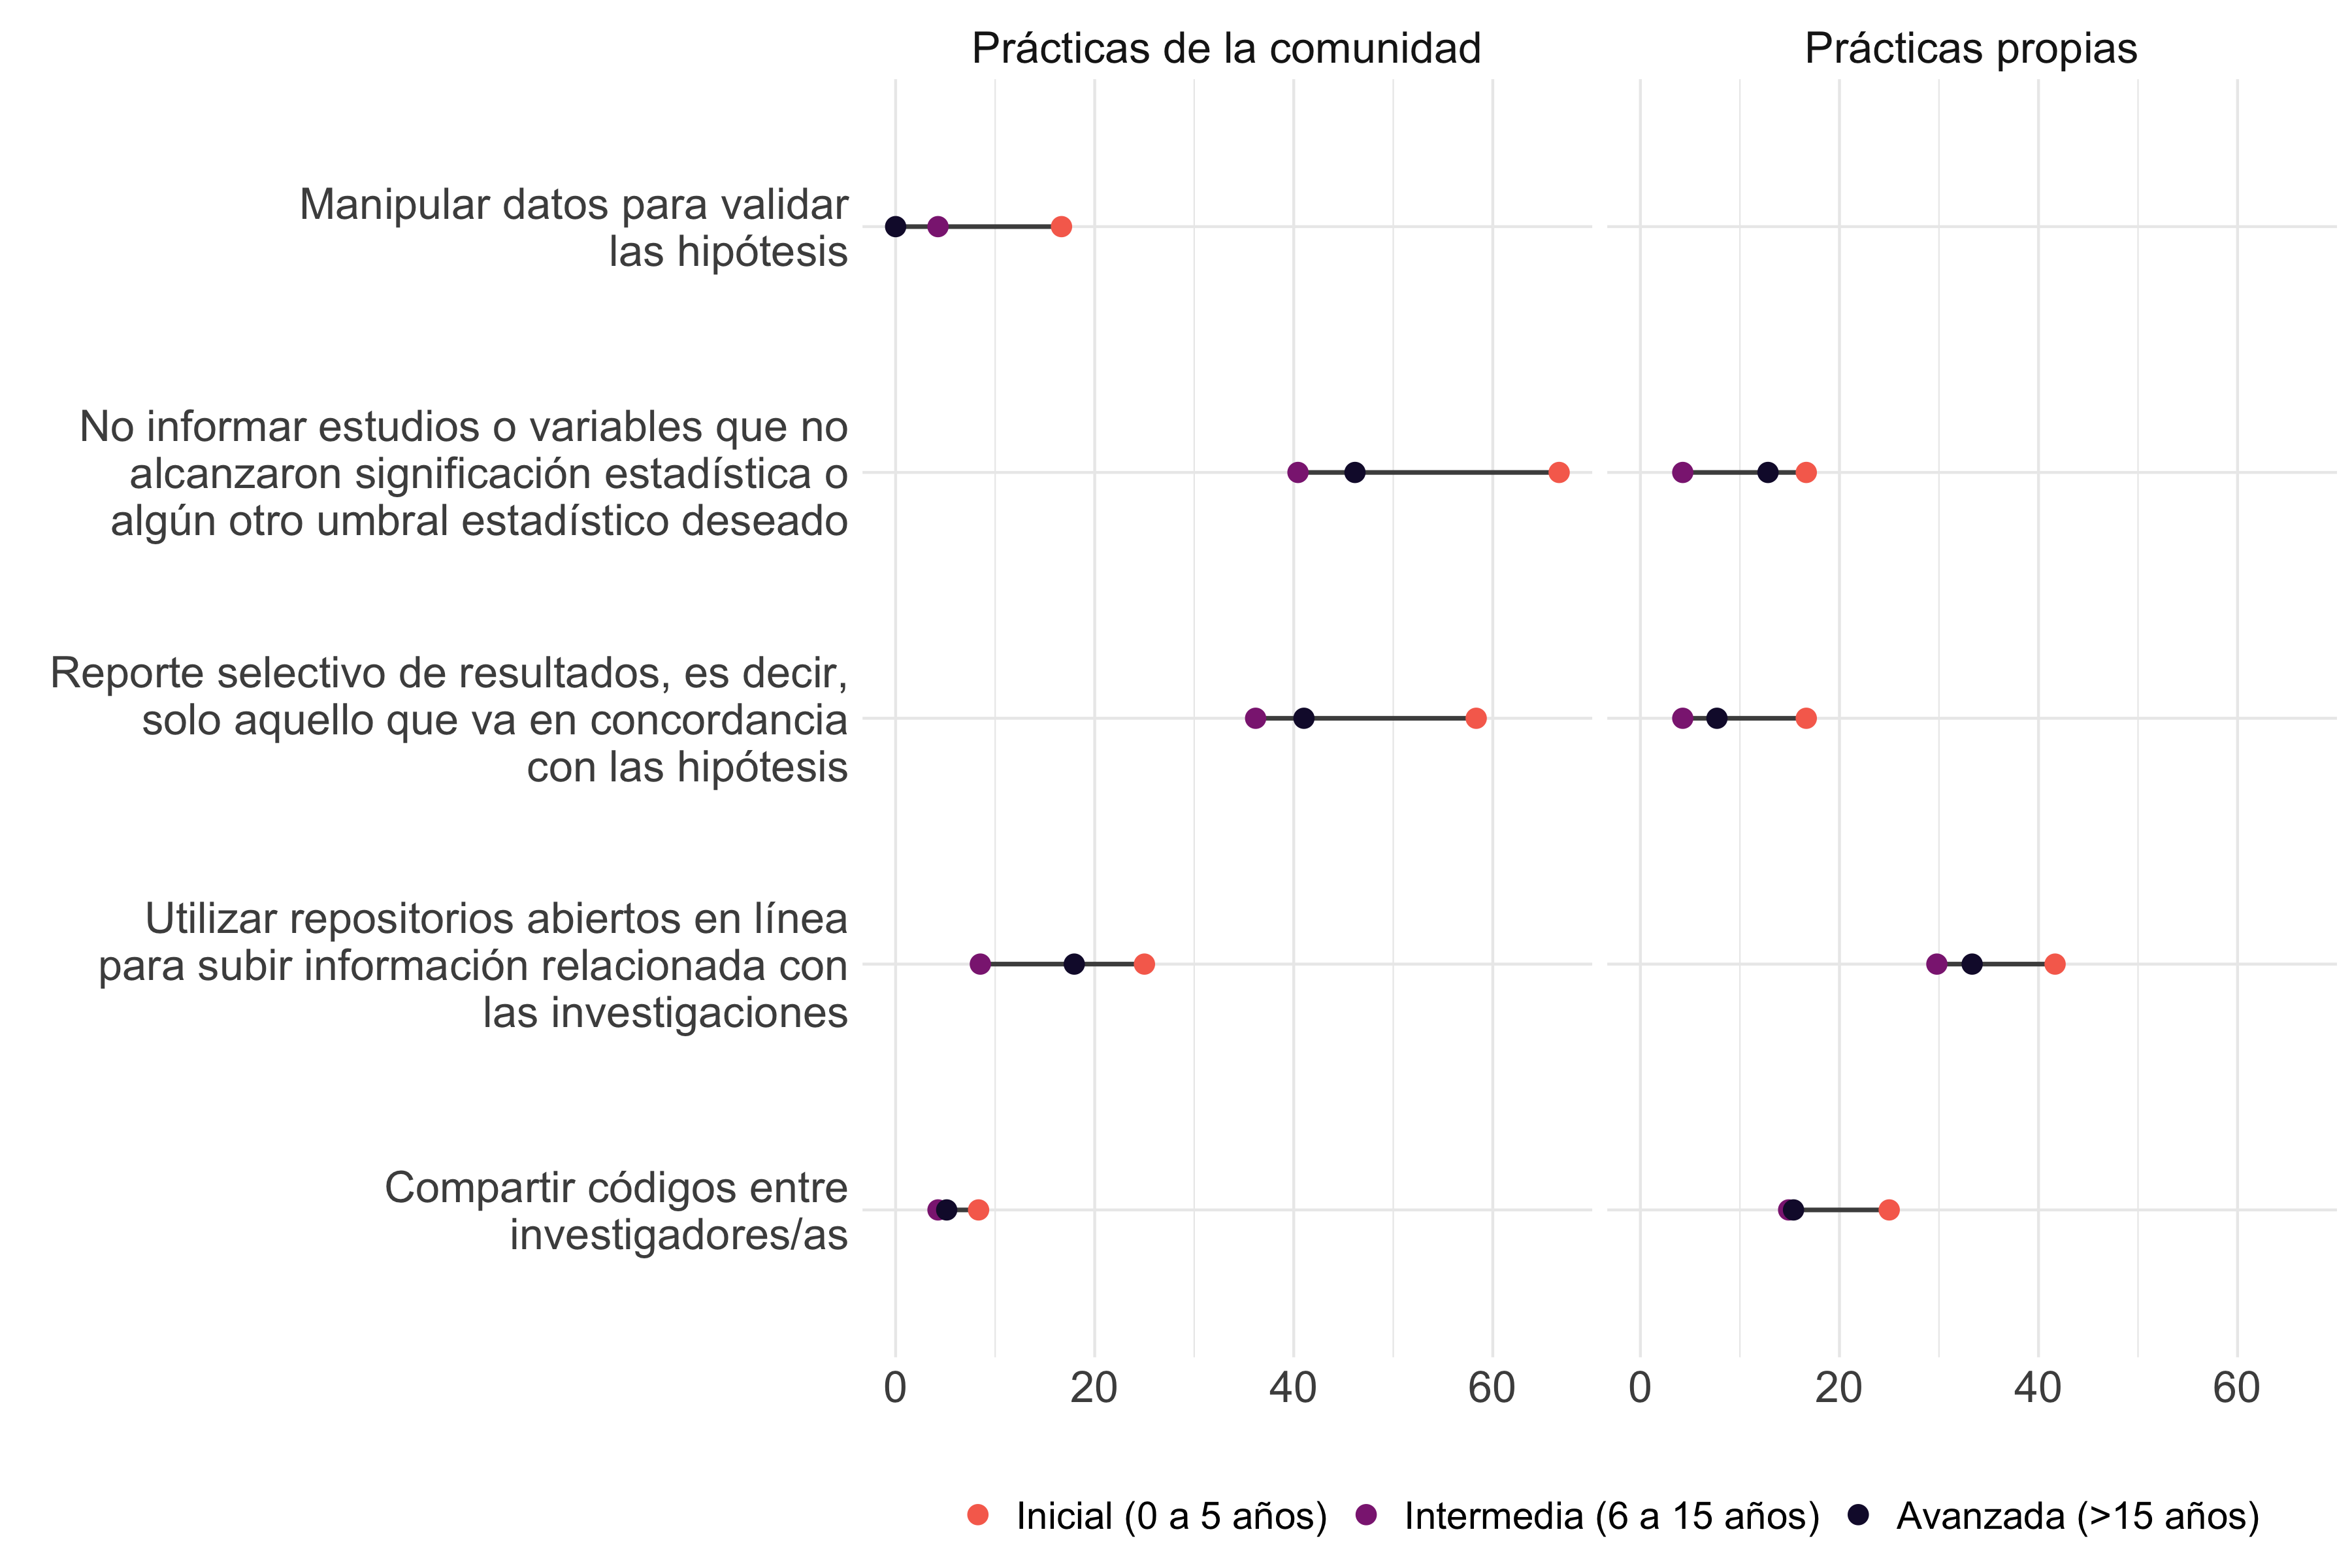 Prácticas de la comunidad
Prácticas propias
Manipular datos para validar
las hipótesis
No informar estudios o variables que no
alcanzaron significación estadística o
algún otro umbral estadístico deseado
Reporte selectivo de resultados, es decir,
solo aquello que va en concordancia
con las hipótesis
Utilizar repositorios abiertos en línea
para subir información relacionada con
las investigaciones
Compartir códigos entre
investigadores/as
0 20 40 60
0 20 40 60
Inicial (0 a 5 años) Intermedia (6 a 15 años) Avanzada (>15 años)